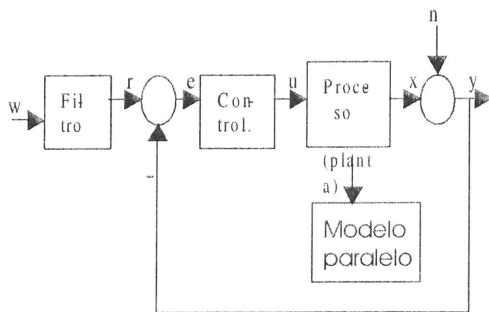 n
w
Fil-
tro
r
e
Con-
trol.
u
Proce
so
x
y
-
(plant
a)
Modelo
paralelo